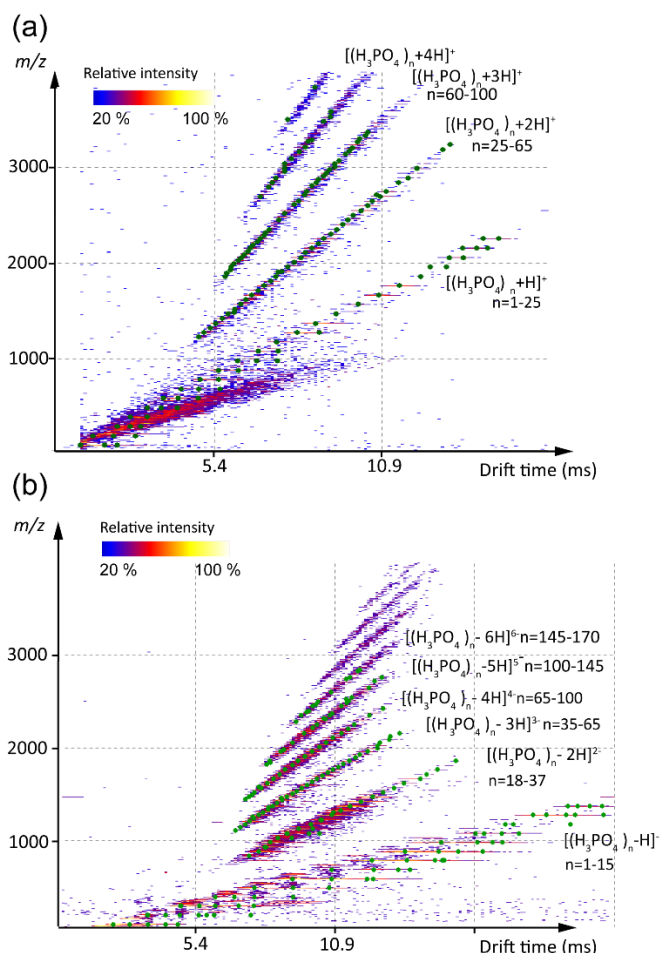 (a)
m/z
Relative intensity
20 %
100 %
[(H₃PO₄)ₙ+4H]⁺
[(H₃PO₄)ₙ+3H]⁺
n=60-100
[(H₃PO₄)ₙ+2H]⁺
n=25-65
3000
2000
[(H₃PO₄)ₙ+H]⁺
n=1-25
1000
5.4
10.9
Drift time (ms)
(b)
m/z
Relative intensity
20 %
100 %
3000
[(H₃PO₄)ₙ- 6H]⁶⁻n=145-170
[(H₃PO₄)ₙ-5H]⁵⁻n=100-145
[(H₃PO₄)ₙ- 4H]⁴⁻n=65-100
[(H₃PO₄)ₙ- 3H]³⁻n=35-65
2000
[(H₃PO₄)ₙ- 2H]²⁻
n=18-37
1000
[(H₃PO₄)ₙ-H]⁻
n=1-15
5.4
10.9
Drift time (ms)